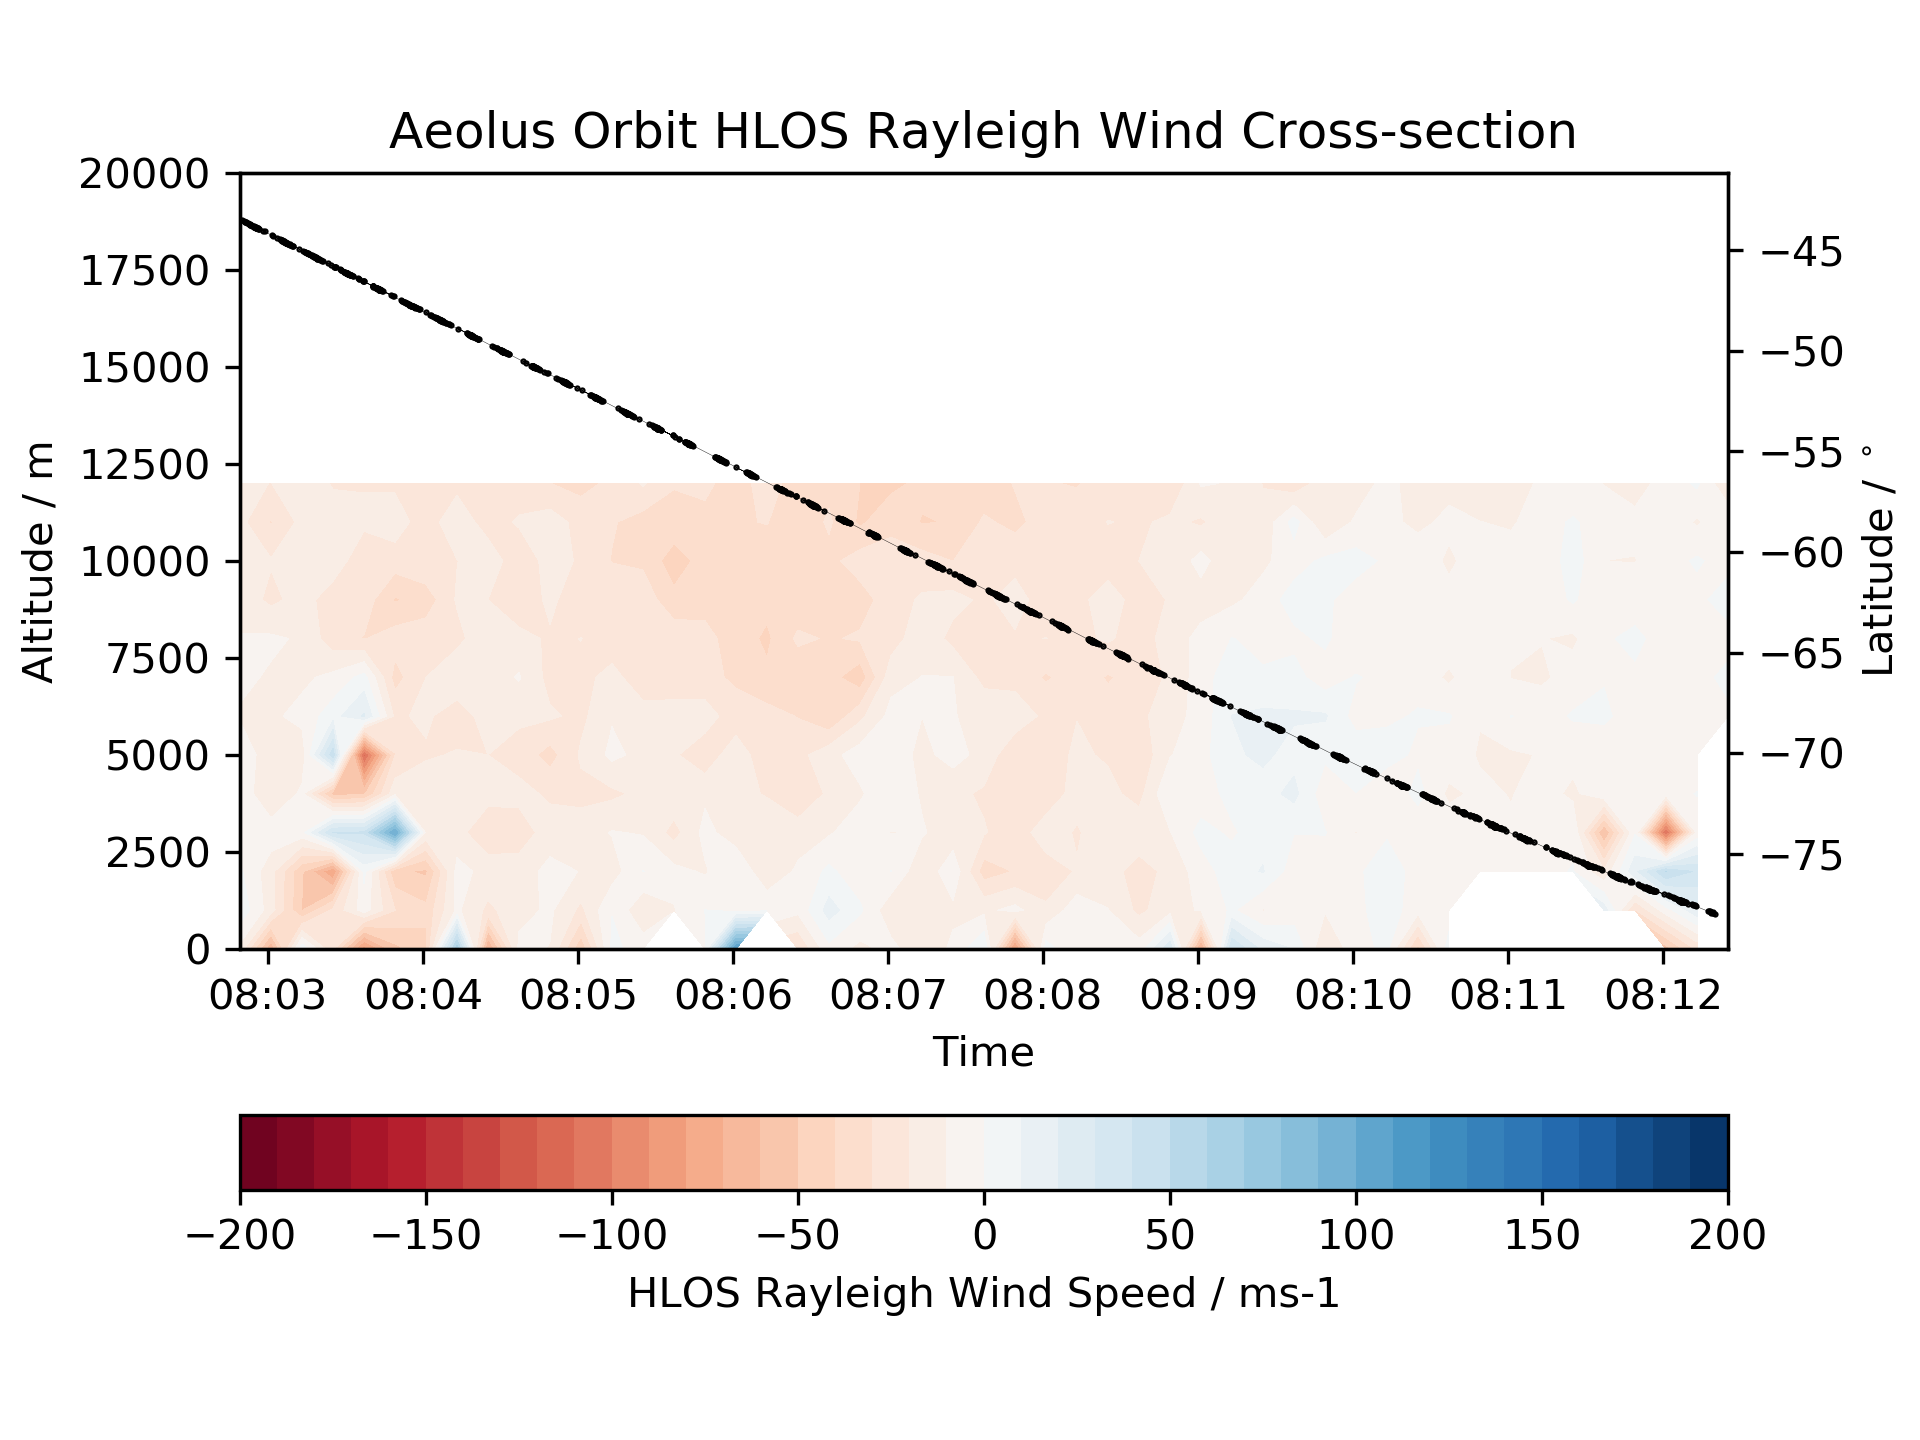 Aeolus Orbit HLOS Rayleigh Wind Cross-section
20000
17500
15000
12500
10000
7500
5000
2500
0
Altitude / m
−45
−50
−55
−60
−65
−70
−75
Latitude / °
08:03 08:04 08:05 08:06 08:07 08:08 08:09 08:10 08:11 08:12
Time
−200 −150 −100 −50 0 50 100 150 200
HLOS Rayleigh Wind Speed / ms-1